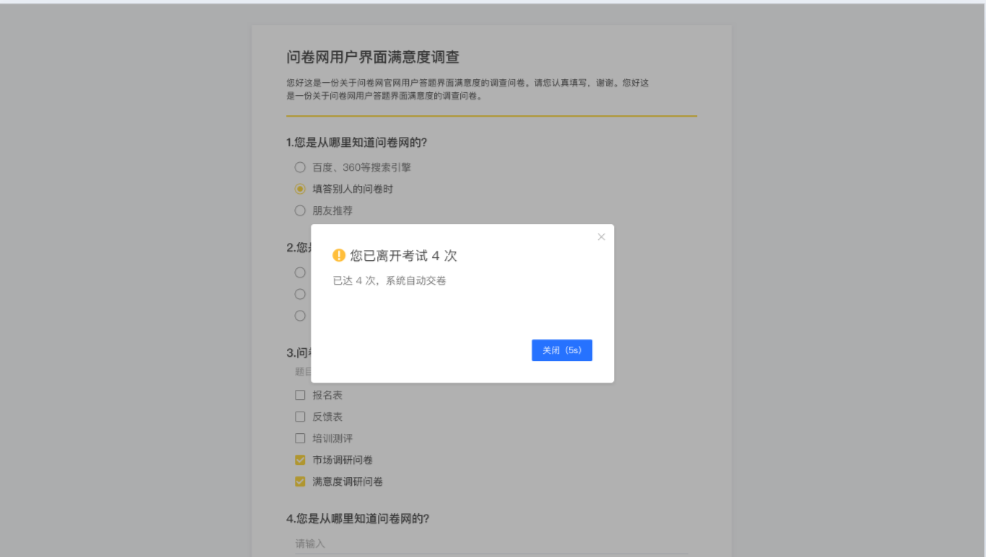 问卷网用户界面满意度调查
您好这是一份关于问卷网官网用户答题界面满意度的调查问卷。请您认真填写，谢谢。您好这
是一份关于问卷网用户答题界面满意度的调查问卷。
1.您是从哪里知道问卷网的?
百度、360等搜索引擎
填答别人的问卷时
朋友推荐
2.您
您已离开考试 4 次
已达 4 次，系统自动交卷
关闭（5s）
3.问
题
报名表
反馈表
培训测评
市场调研问卷
满意度调研问卷
4.您是从哪里知道问卷网的?
请输入